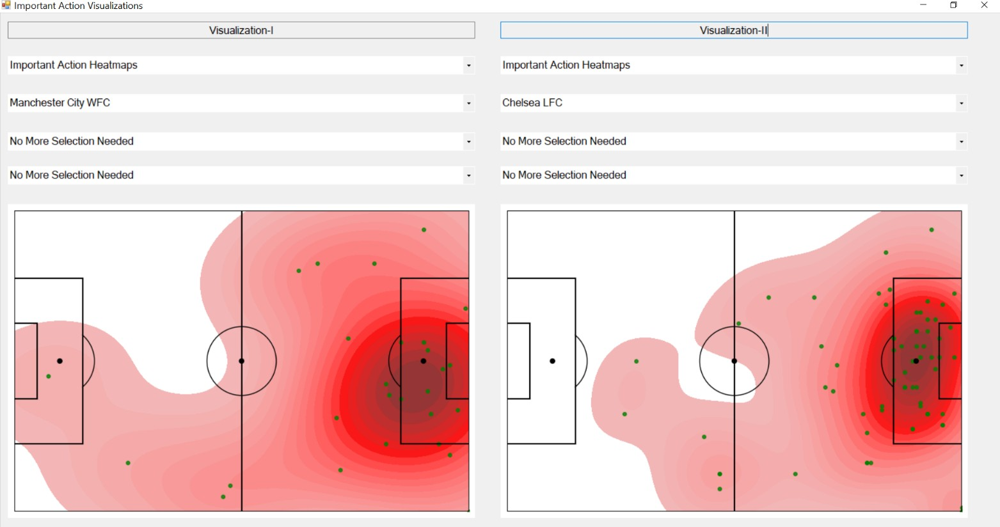 Important Action Visualizations
Visualization-I
Visualization-II
Important Action Heatmaps
Important Action Heatmaps
Manchester City WFC
Chelsea LFC
No More Selection Needed
No More Selection Needed
No More Selection Needed
No More Selection Needed